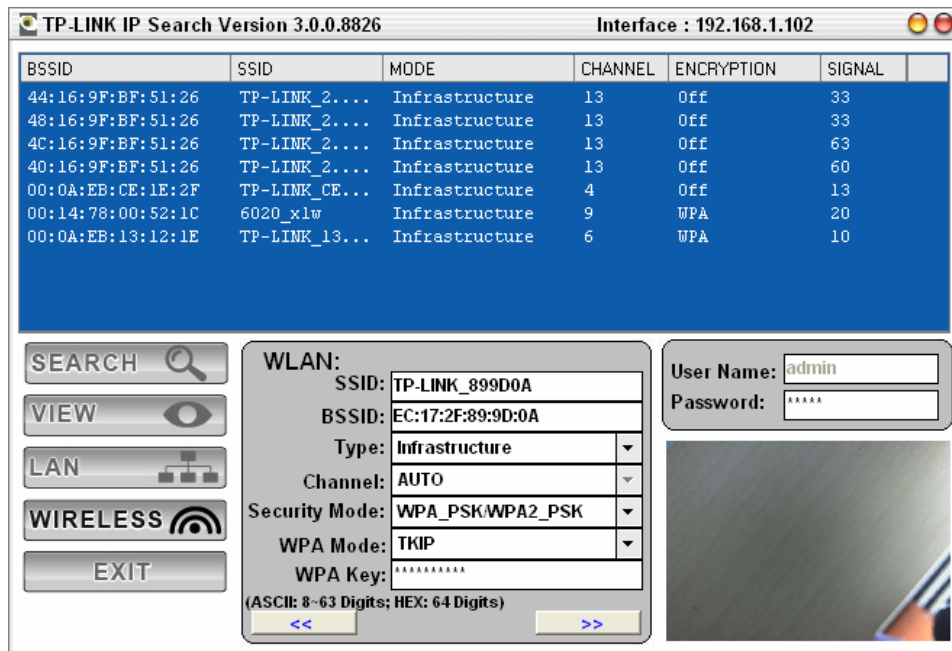 TP-LINK IP Search Version 3.0.0.8826 Interface : 192.168.1.102
BSSID SSID MODE CHANNEL ENCRYPTION SIGNAL
44:16:9F:BF:51:26 TP-LINK_2.... Infrastructure 13 Off 33
48:16:9F:BF:51:26 TP-LINK_2.... Infrastructure 13 Off 33
4C:16:9F:BF:51:26 TP-LINK_2.... Infrastructure 13 Off 63
40:16:9F:BF:51:26 TP-LINK_2.... Infrastructure 13 Off 60
00:0A:EB:CE:1E:2F TP-LINK_CE... Infrastructure 4 Off 13
00:14:78:00:52:1C 6020_xlw Infrastructure 9 WPA 20
00:0A:EB:13:12:1E TP-LINK_13... Infrastructure 6 WPA 10
SEARCH
VIEW
LAN
WIRELESS
EXIT
WLAN:
SSID: TP-LINK_899D0A
BSSID: EC:17:2F:89:9D:0A
Type: Infrastructure
Channel: AUTO
Security Mode: WPA_PSK/WPA2_PSK
WPA Mode: TKIP
WPA Key: **********
(ASCII: 8~63 Digits; HEX: 64 Digits)
<< >>
User Name: admin
Password: *****